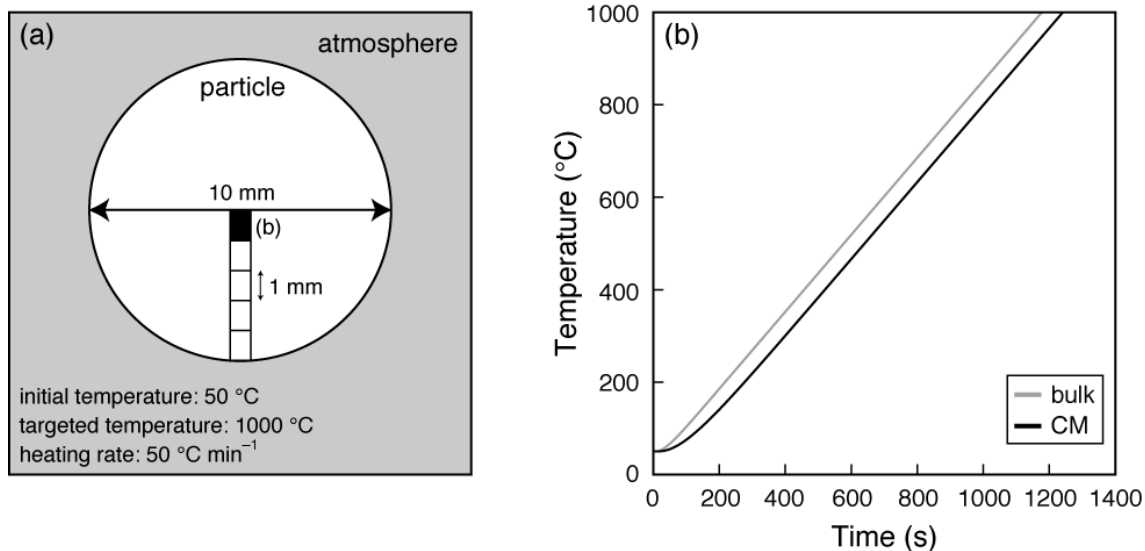 (a)
atmosphere
particle
10 mm
(b)
1 mm
initial temperature: 50 °C
targeted temperature: 1000 °C
heating rate: 50 °C min⁻¹
(b)
1000
800
600
400
200
0
Temperature (°C)
bulk
CM
0 200 400 600 800 1000 1200 1400
Time (s)